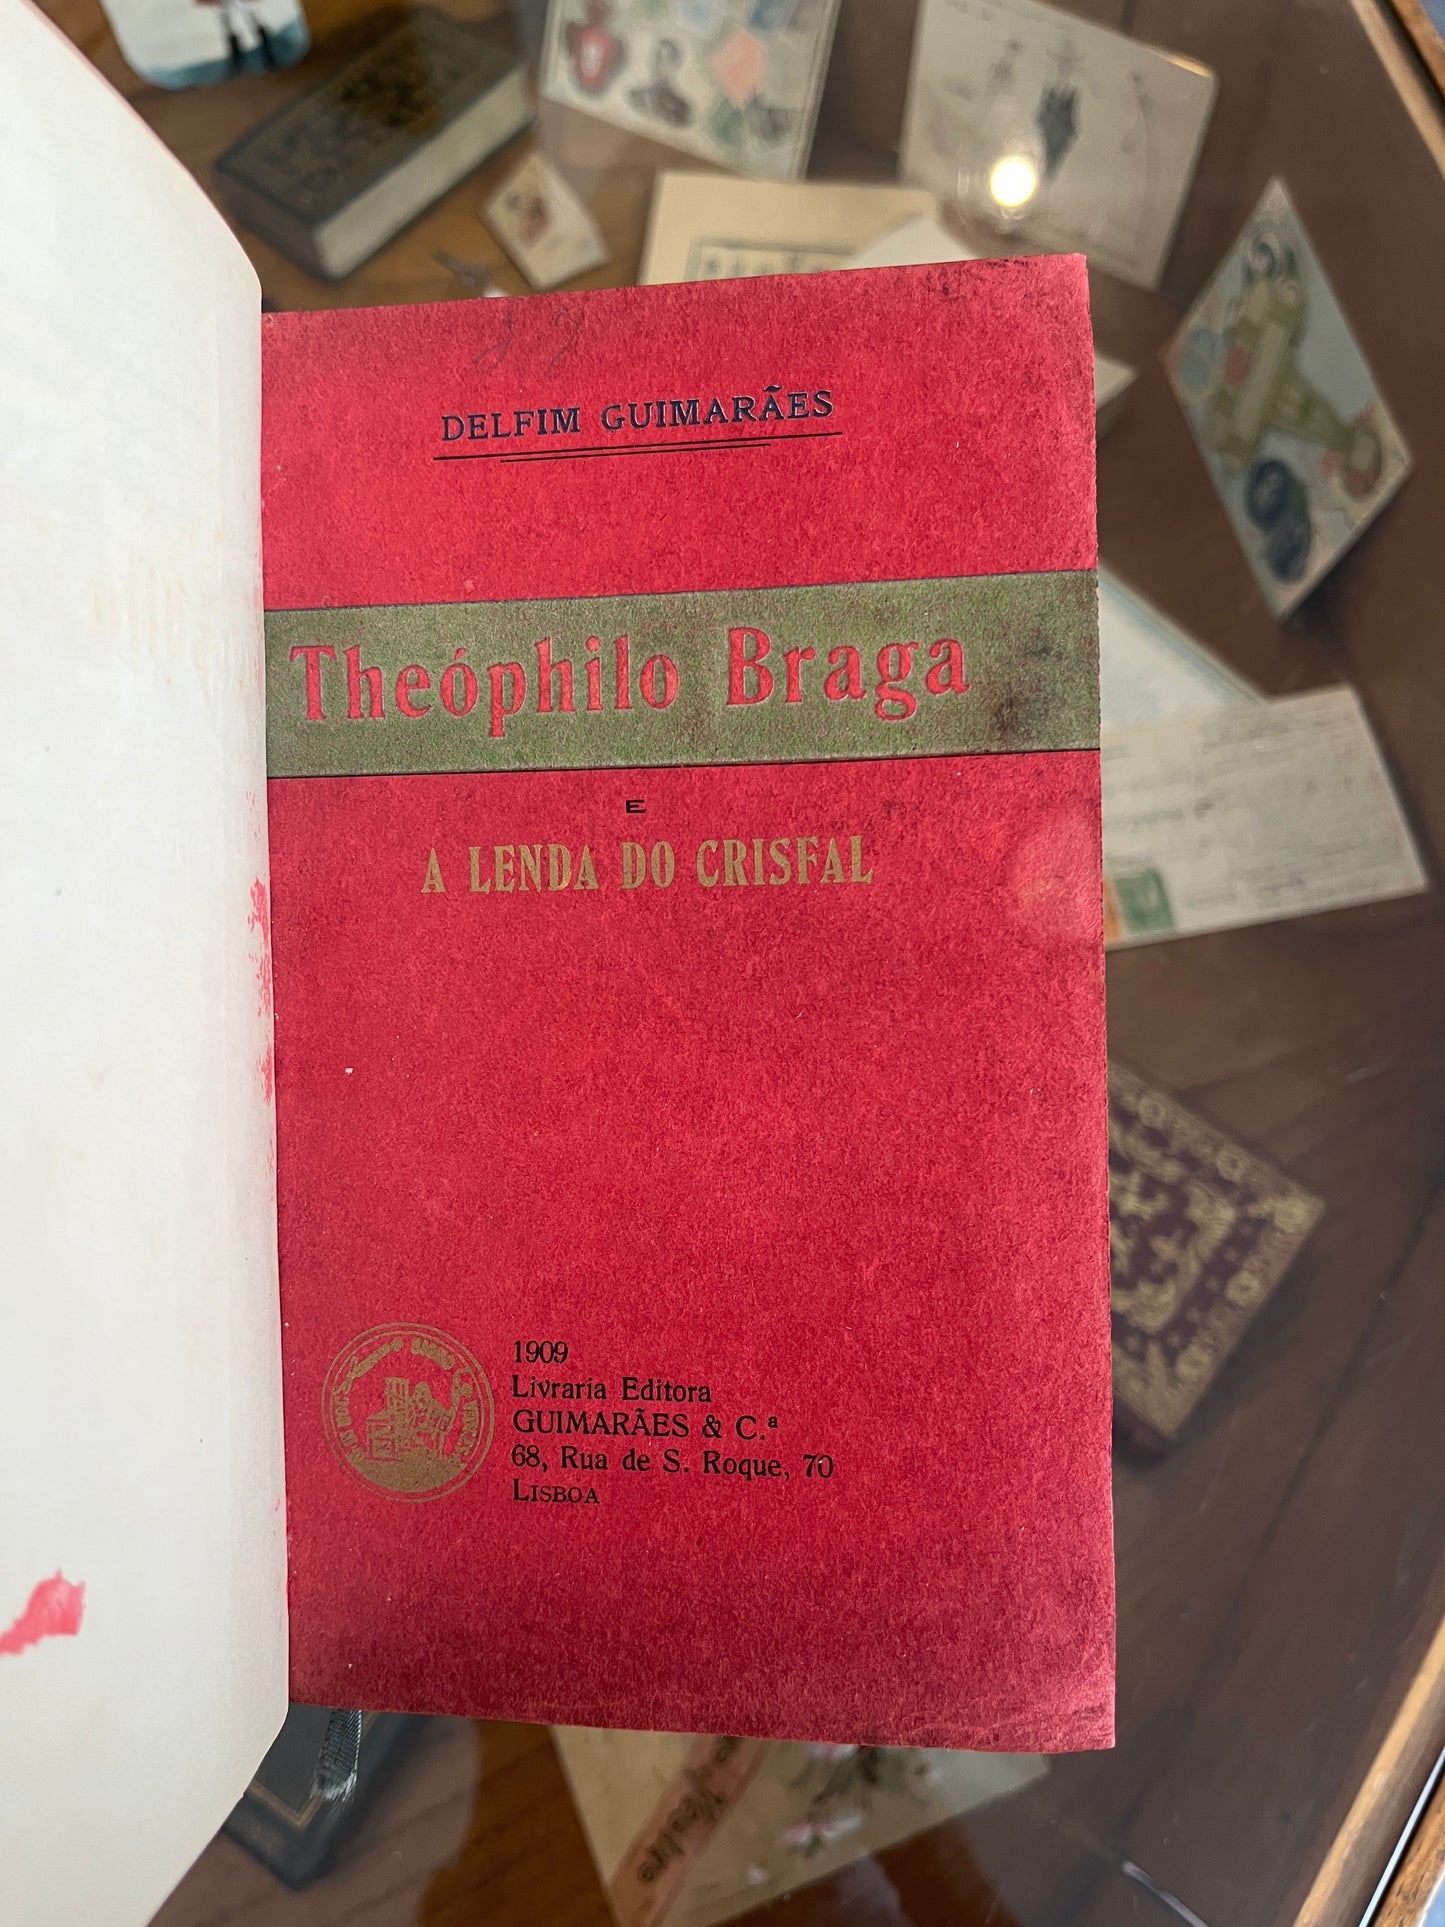 DELFIM GUIMARÃES
Theóphilo Braga
E
A LENDA DO CRISFAL
1909
Livraria Editora
GUIMARÃES & C.ª
68, Rua de S. Roque, 70
LISBOA